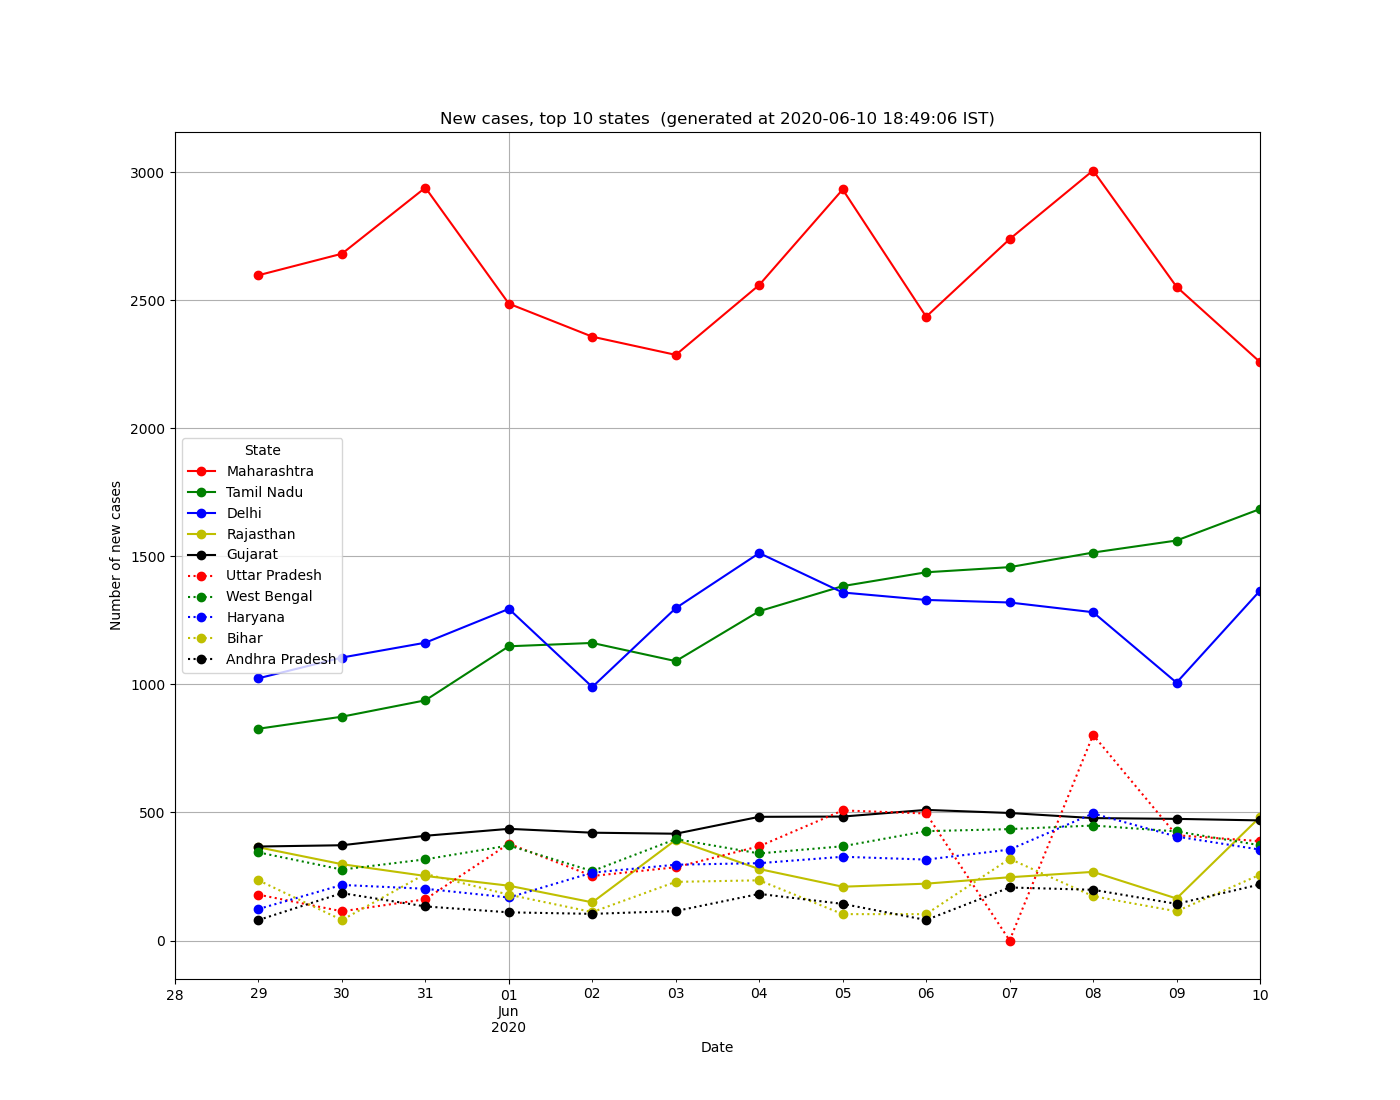 New cases, top 10 states  (generated at 2020-06-10 18:49:06 IST)
3000
2500
2000
1500
1000
500
0
Number of new cases
State
Maharashtra
Tamil Nadu
Delhi
Rajasthan
Gujarat
Uttar Pradesh
West Bengal
Haryana
Bihar
Andhra Pradesh
28 29 30 31 01 02 03 04 05 06 07 08 09 10
Jun
2020
Date